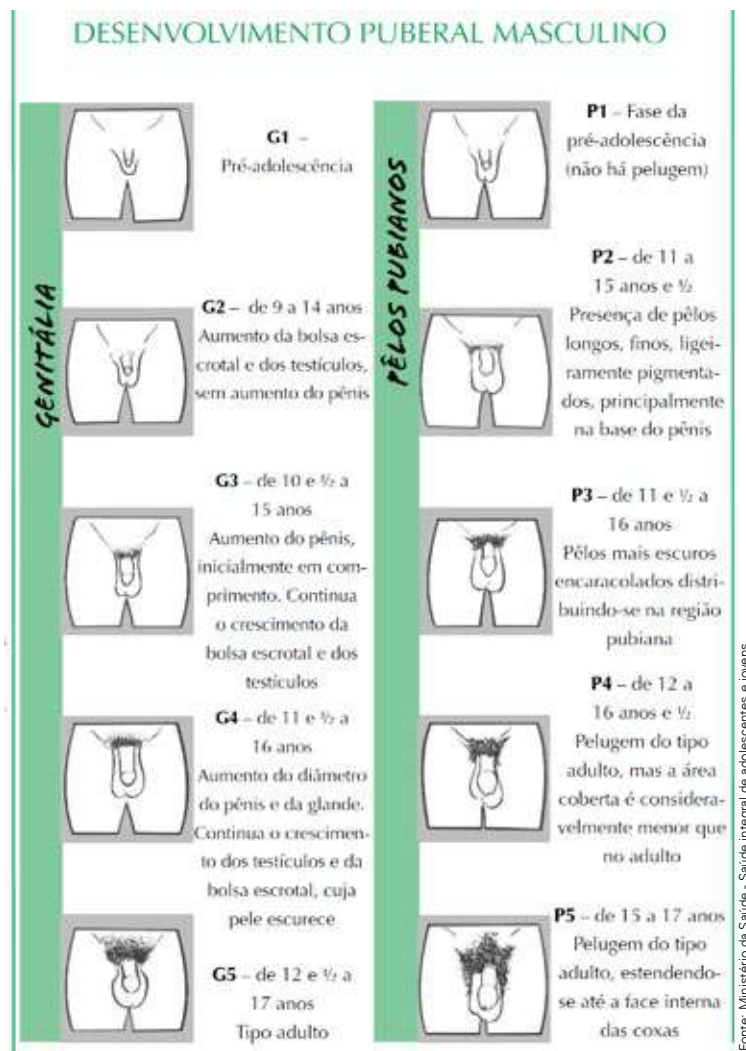 DESENVOLVIMENTO PUBERAL MASCULINO
GENITÁLIA
G1 –
Pré-adolescência
G2 – de 9 a 14 anos
Aumento da bolsa es-
crotal e dos testículos,
sem aumento do pênis
G3 – de 10 e ½ a
15 anos
Aumento do pênis,
inicialmente em com-
primento. Continua
o crescimento da
bolsa escrotal e dos
testículos
G4 – de 11 e ½ a
16 anos
Aumento do diâmetro
do pênis e da glande.
Continua o crescimen-
to dos testículos e da
bolsa escrotal, cuja
pele escurece
G5 – de 12 e ½ a
17 anos
Tipo adulto
PÊLOS PUBIANOS
P1 – Fase da
pré-adolescência
(não há pelugem)
P2 – de 11 a
15 anos e ½
Presença de pêlos
longos, finos, ligei-
ramente pigmenta-
dos, principalmente
na base do pênis
P3 – de 11 e ½ a
16 anos
Pêlos mais escuros
encaracolados distri-
buindo-se na região
pubiana
P4 – de 12 a
16 anos e ½
Pelugem do tipo
adulto, mas a área
coberta é considera-
velmente menor que
no adulto
P5 – de 15 a 17 anos
Pelugem do tipo
adulto, estendendo-
se até a face interna
das coxas
Fonte: Ministério da Saúde - Saúde integral de adolescentes e jovens